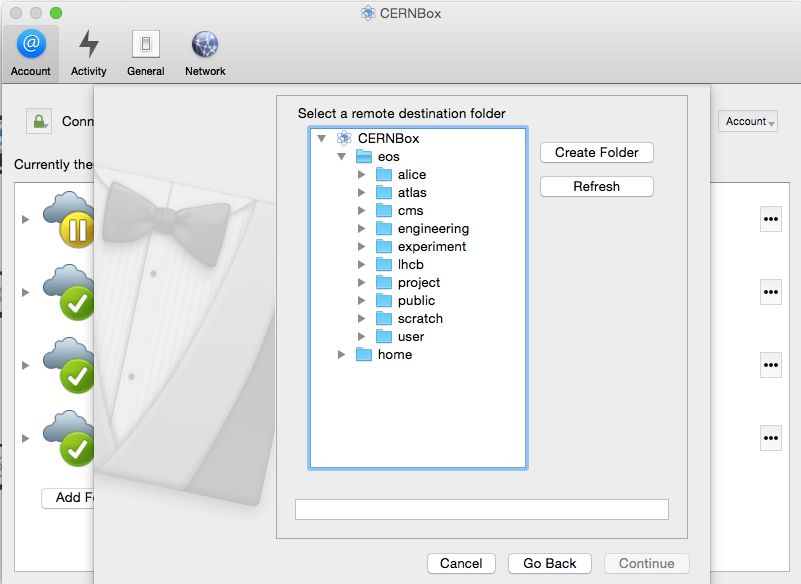 CERNBox
Account
Activity
General
Network
Conn
Account
Currently the
Select a remote destination folder
CERNBox
eos
alice
atlas
cms
engineering
experiment
lhcb
project
public
scratch
user
home
Create Folder
Refresh
Add F
Cancel
Go Back
Continue